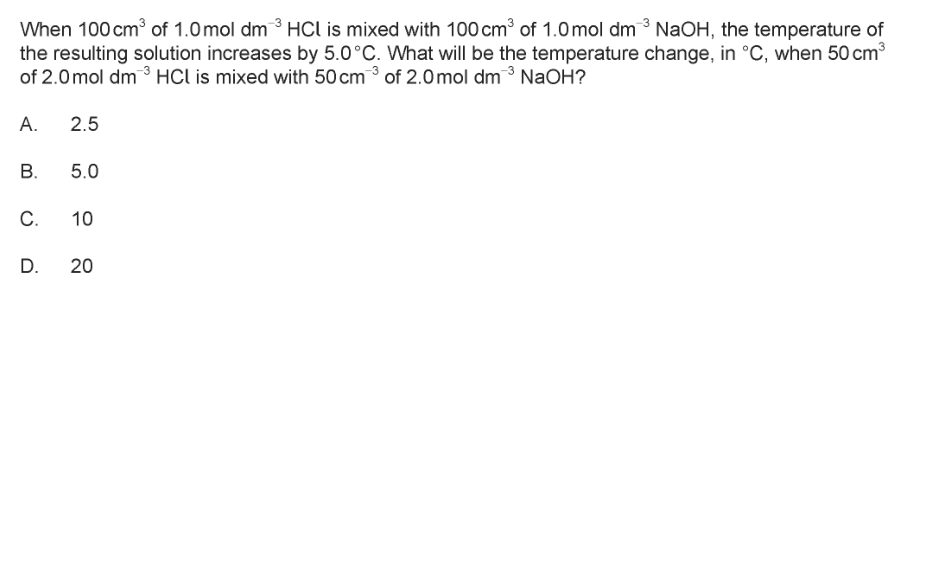 When 100 cm³ of 1.0 mol dm⁻³ HCl is mixed with 100 cm³ of 1.0 mol dm⁻³ NaOH, the temperature of
the resulting solution increases by 5.0 °C. What will be the temperature change, in °C, when 50 cm³
of 2.0 mol dm⁻³ HCl is mixed with 50 cm⁻³ of 2.0 mol dm⁻³ NaOH?
A. 2.5
B. 5.0
C. 10
D. 20